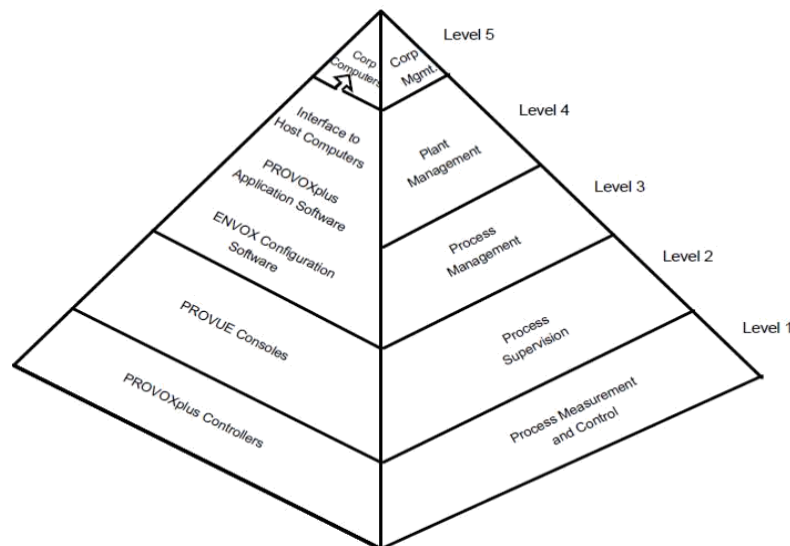 Level 5
Corp
Computers
Corp
Mgmt.
Level 4
Interface to
Host Computers
Plant
Management
Level 3
PROVOXplus
Application Software
Process
Management
Level 2
ENVOX Configuration
Software
PROVUE Consoles
Process
Supervision
Level 1
PROVOXplus Controllers
Process Measurement
and Control